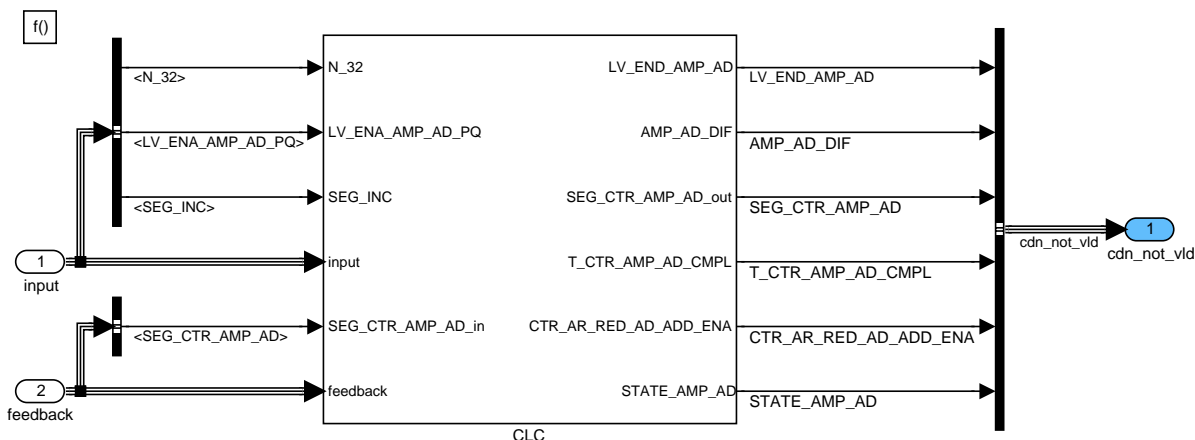 f()
<N_32>
N_32
LV_END_AMP_AD
LV_END_AMP_AD
<LV_ENA_AMP_AD_PQ>
LV_ENA_AMP_AD_PQ
AMP_AD_DIF
AMP_AD_DIF
<SEG_INC>
SEG_INC
SEG_CTR_AMP_AD_out
SEG_CTR_AMP_AD
1
input
input
T_CTR_AMP_AD_CMPL
T_CTR_AMP_AD_CMPL
cdn_not_vld
1
cdn_not_vld
<SEG_CTR_AMP_AD>
SEG_CTR_AMP_AD_in
CTR_AR_RED_AD_ADD_ENA
CTR_AR_RED_AD_ADD_ENA
2
feedback
feedback
STATE_AMP_AD
STATE_AMP_AD
CLC